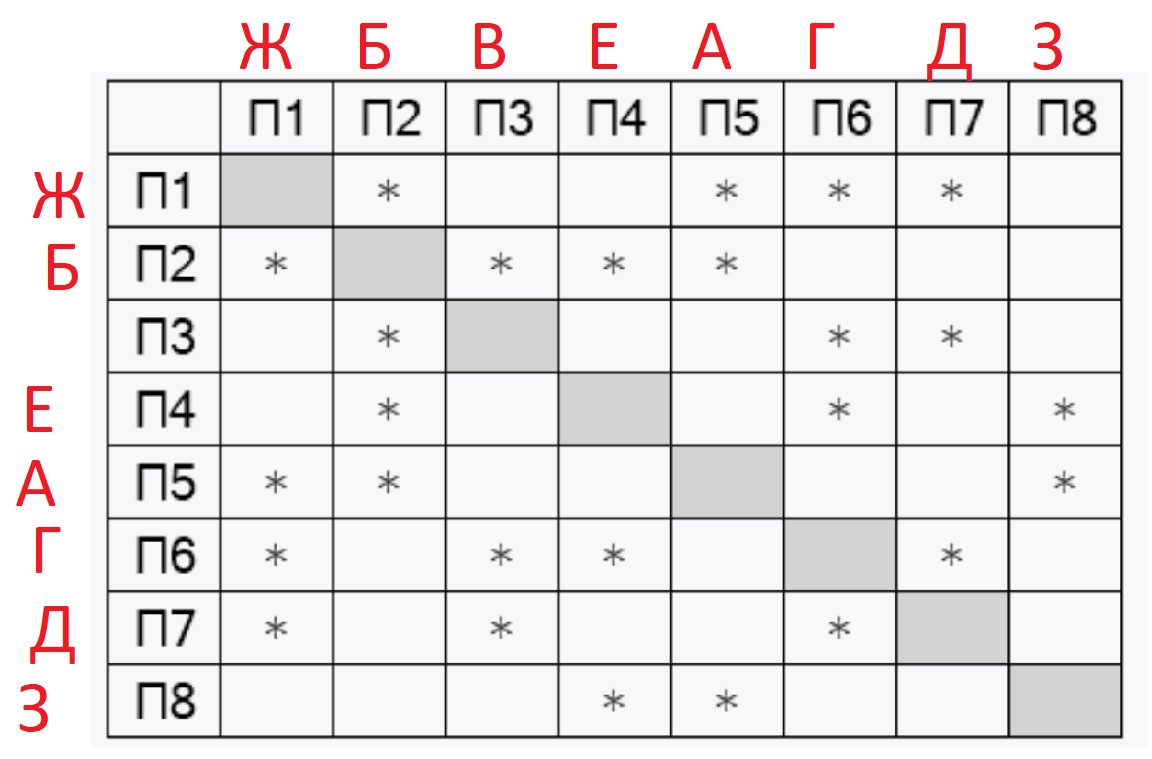 Ж Б В Е А Г Д З
П1 П2 П3 П4 П5 П6 П7 П8
Ж П1 * * * *
Б П2 * * * *
П3 * * *
Е П4 * * *
А П5 * * *
Г П6 * * * *
Д П7 * * *
З П8 * *